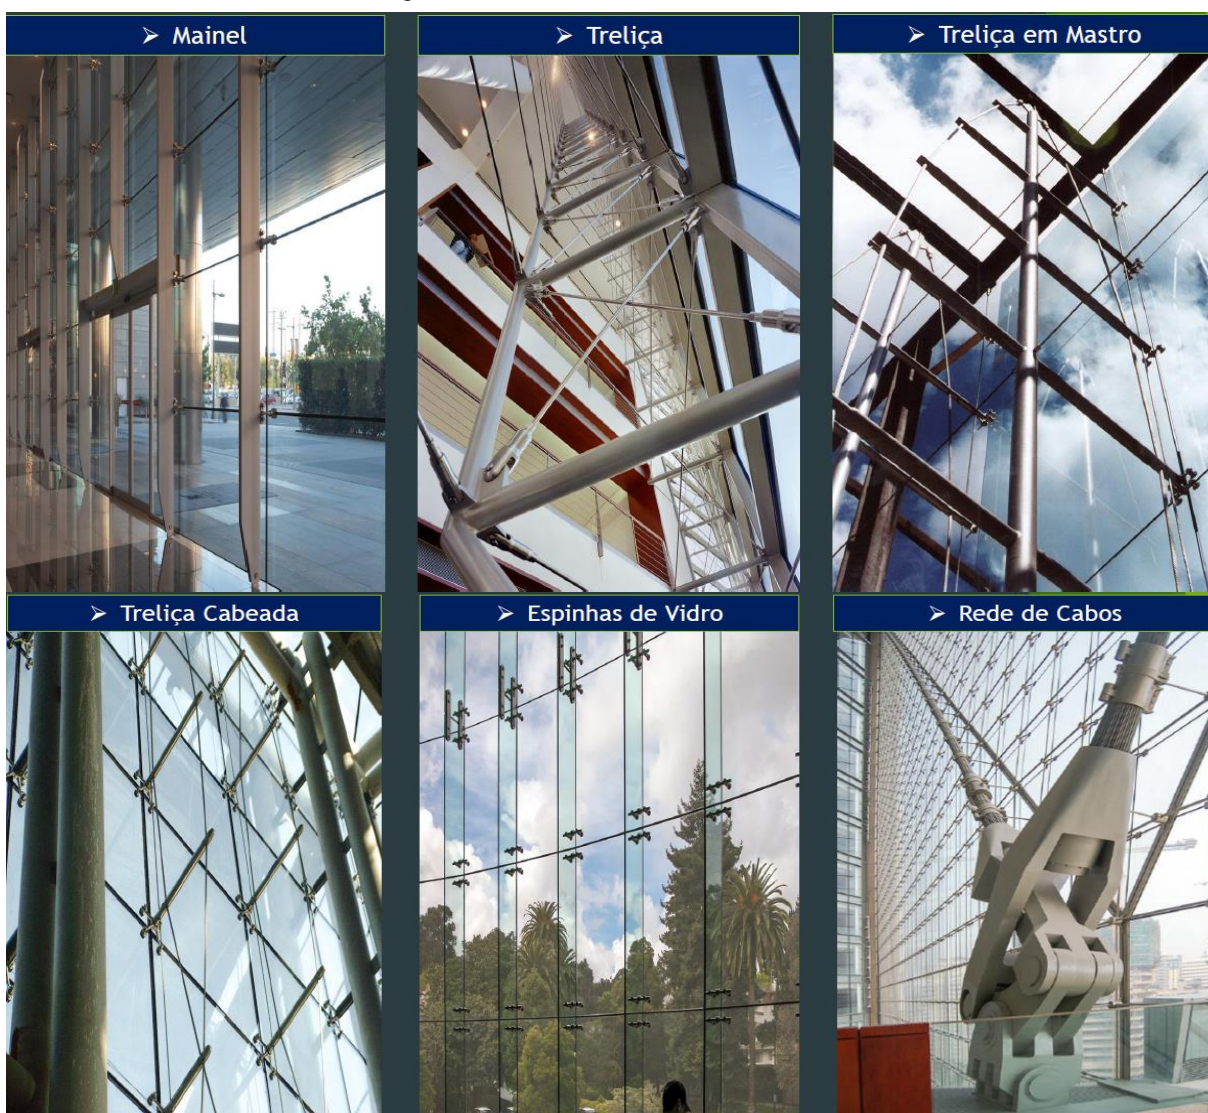 ➢ Mainel
➢ Treliça
➢ Treliça em Mastro
➢ Treliça Cabeada
➢ Espinhas de Vidro
➢ Rede de Cabos